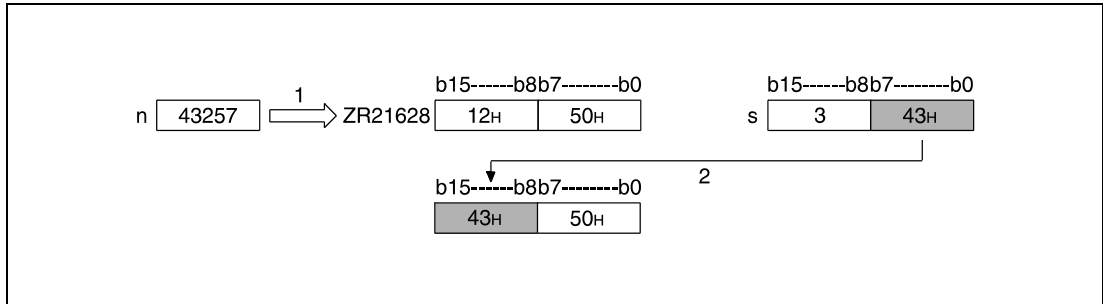 b15------b8b7--------b0 b15------b8b7--------b0
n 43257 1 ZR21628 12H 50H s 3 43H
2
b15------b8b7--------b0
43H 50H